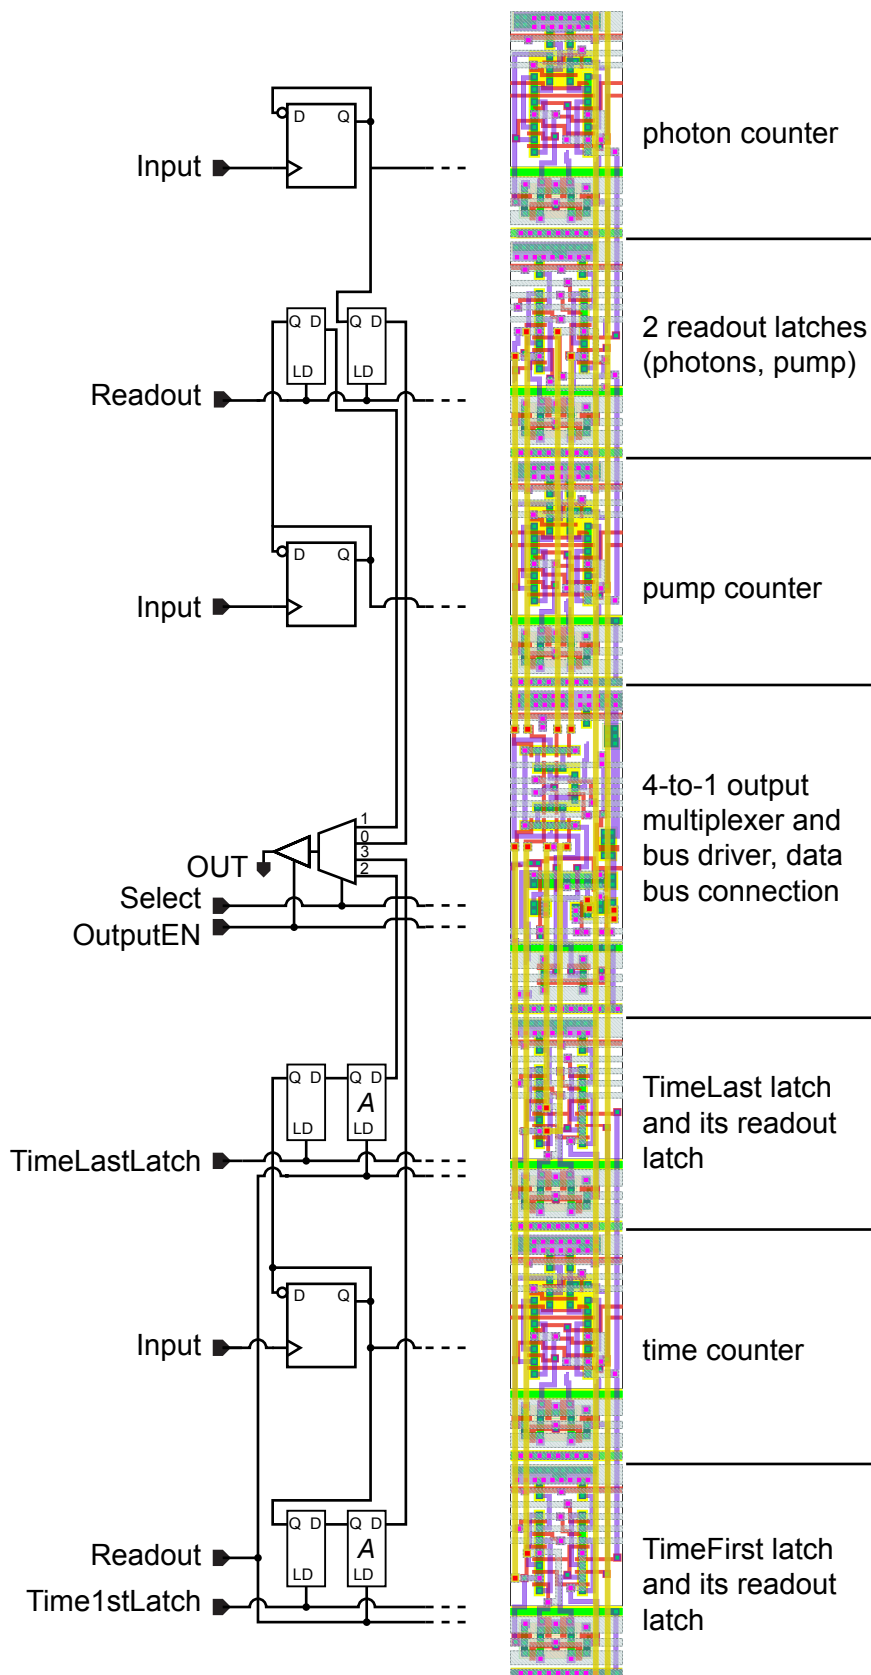 D Q
Input
photon counter
Q D Q D
LD LD
Readout
2 readout latches
(photons, pump)
D Q
Input
pump counter
1
0
3
2
OUT
Select
OutputEN
4-to-1 output
multiplexer and
bus driver, data
bus connection
Q D Q D
A
LD LD
TimeLastLatch
TimeLast latch
and its readout
latch
D Q
Input
time counter
Q D Q D
A
LD LD
Readout
Time1stLatch
TimeFirst latch
and its readout
latch